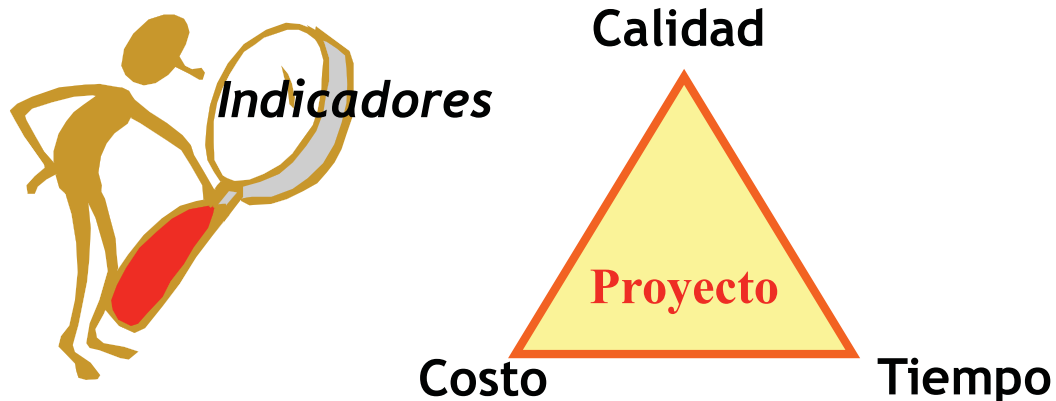 Calidad
Indicadores
Proyecto
Costo
Tiempo